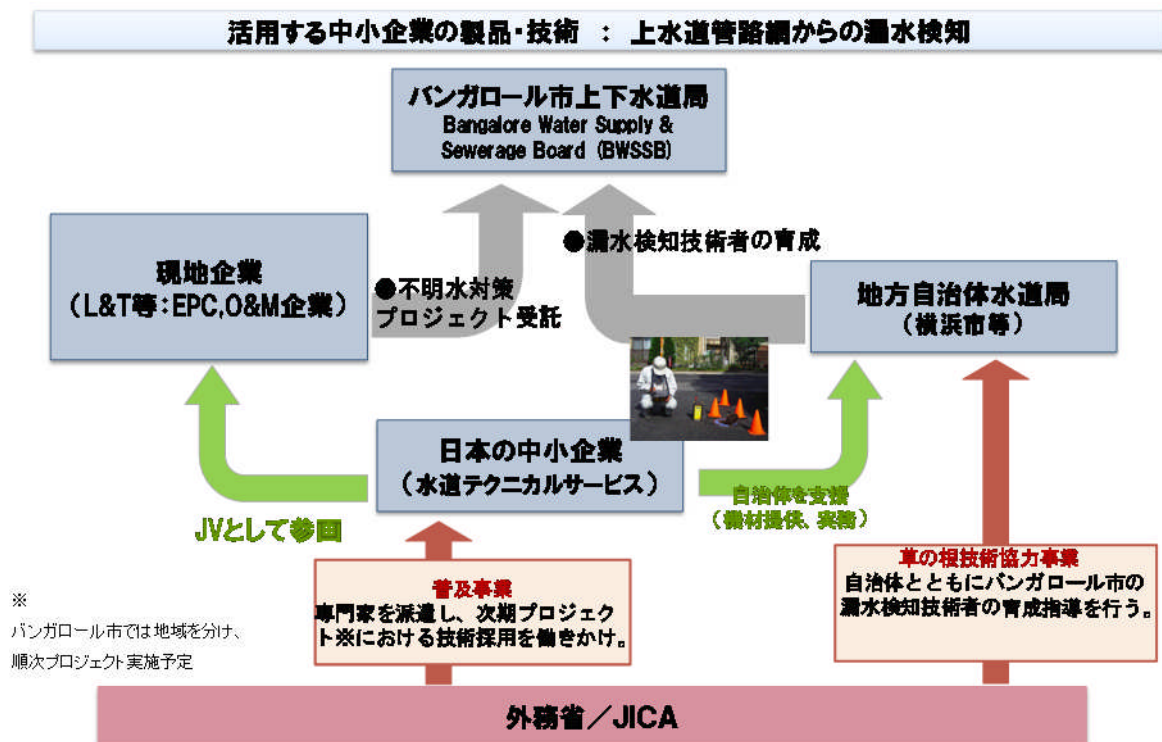 活用する中小企業の製品・技術 ： 上水道管路網からの漏水検知
バンガロール市上下水道局
Bangalore Water Supply &
Sewerage Board (BWSSB)
●漏水検知技術者の育成
現地企業
（L&T等：EPC,O&M企業）
●不明水対策
プロジェクト受託
地方自治体水道局
（横浜市等）
日本の中小企業
（水道テクニカルサービス）
JVとして参画
自治体を支援
（機材提供、実務）
普及事業
専門家を派遣し、次期プロジェク
ト※における技術採用を働きかけ。
草の根技術協力事業
自治体とともにバンガロール市の
漏水検知技術者の育成指導を行う。
※
バンガロール市では地域を分け、
順次プロジェクト実施予定
外務省／JICA